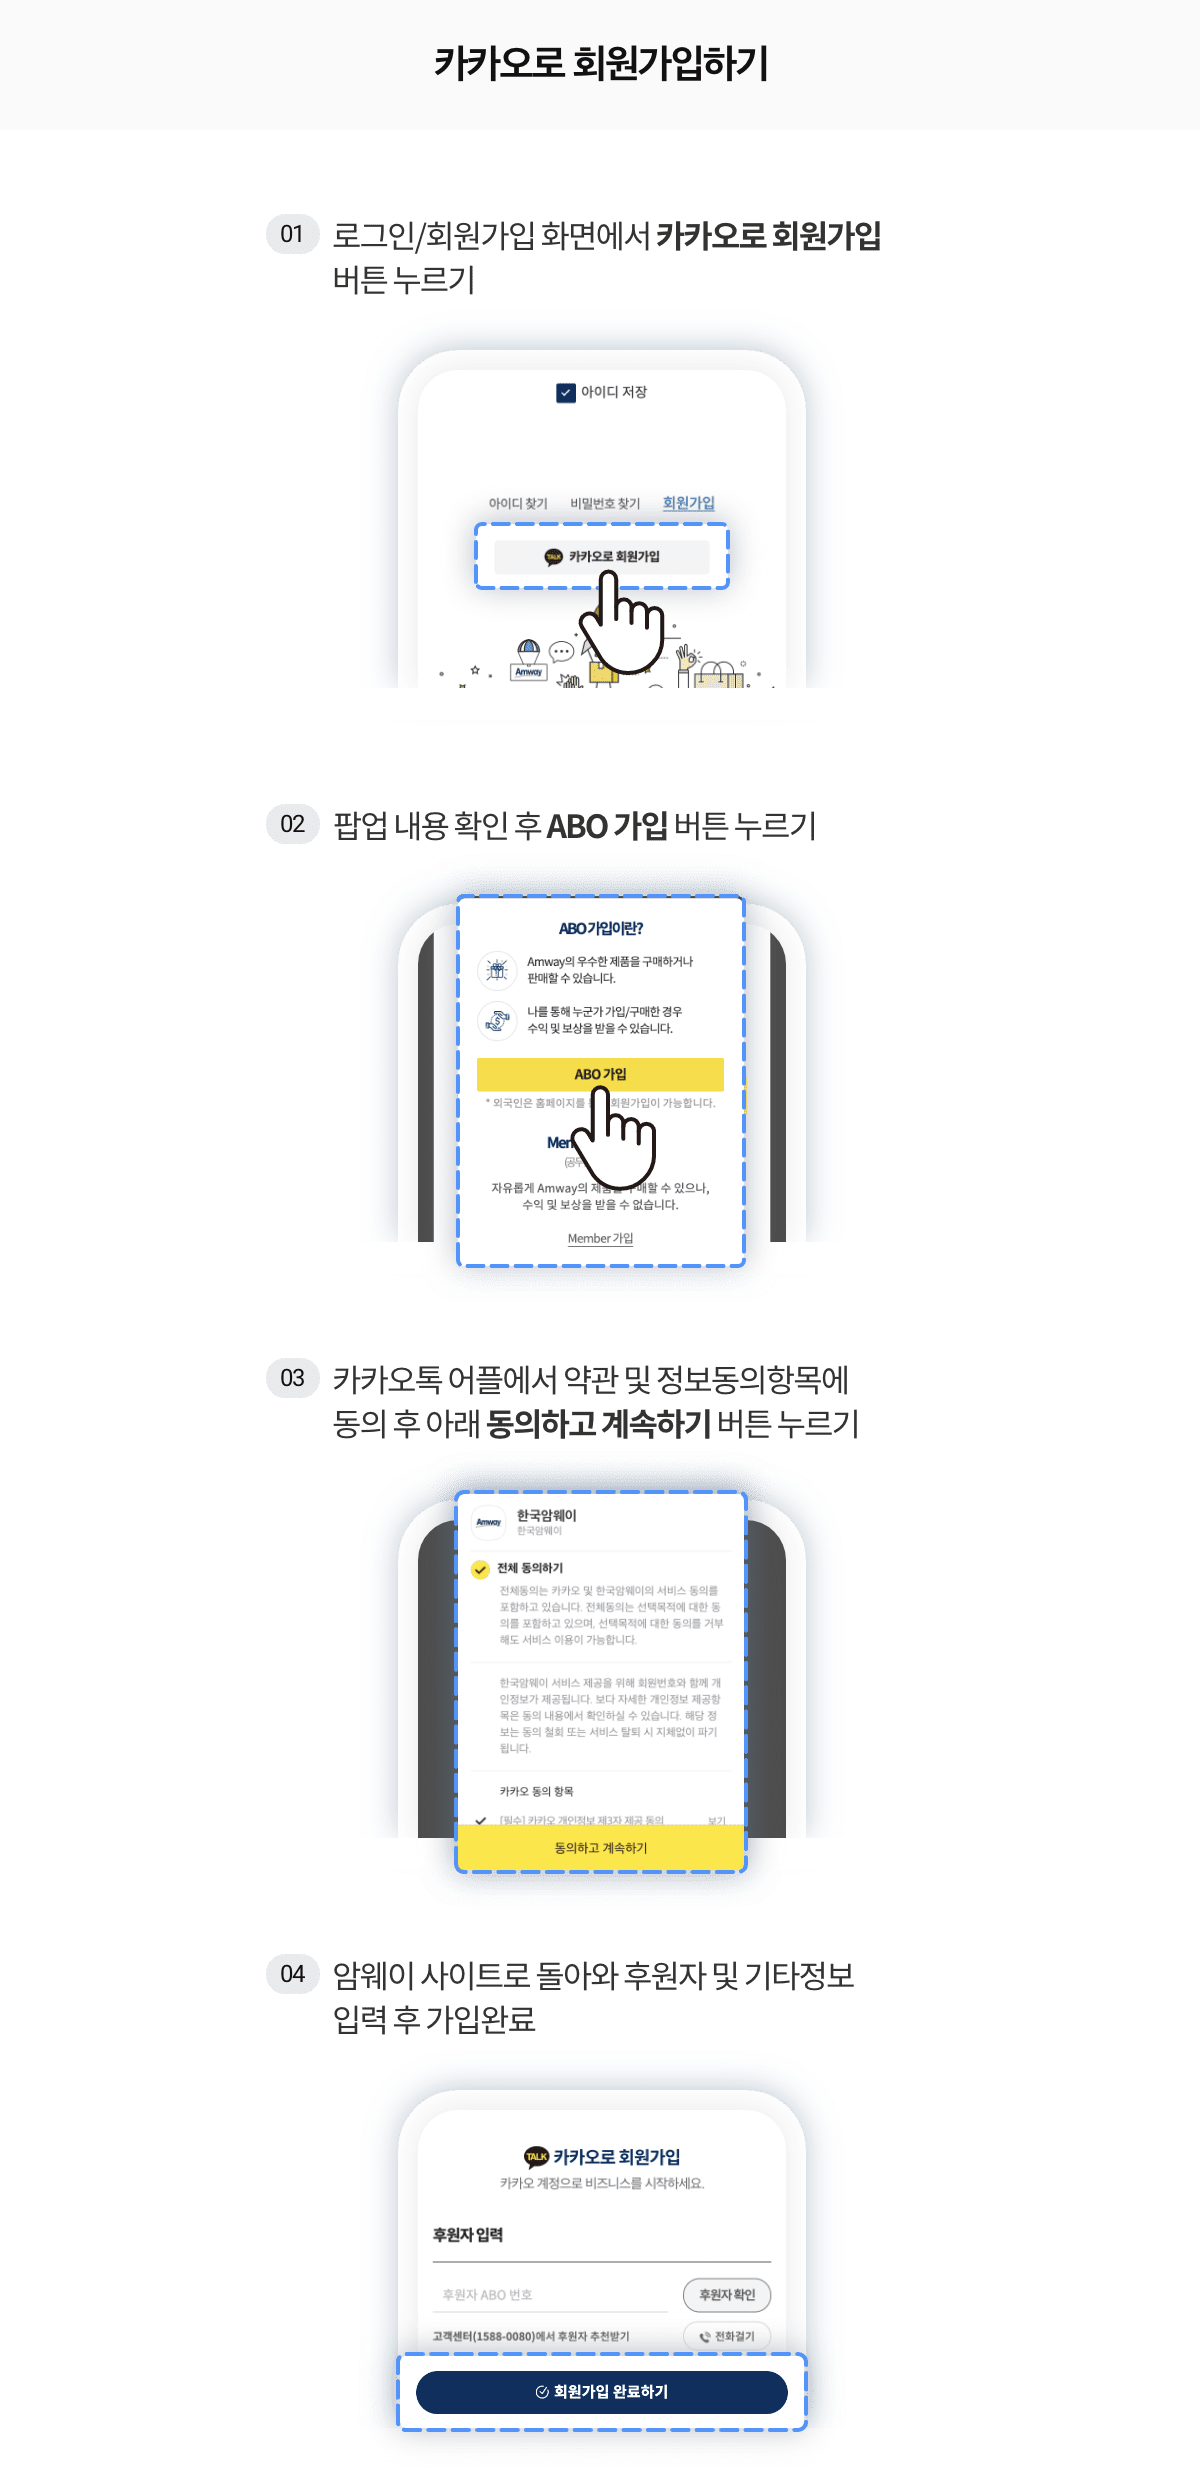 카카오로 회원가입하기
01
로그인/회원가입 화면에서 카카오로 회원가입
버튼 누르기
아이디 저장
아이디 찾기 비밀번호 찾기 회원가입
TALK 카카오로 회원가입
Amway
02
팝업 내용 확인 후 ABO 가입 버튼 누르기
ABO 가입이란?
Amway의 우수한 제품을 구매하거나
판매할 수 있습니다.
나를 통해 누군가 가입/구매한 경우
수익 및 보상을 받을 수 있습니다.
ABO 가입
* 외국인은 홈페이지를 회원가입이 가능합니다.
자유롭게 Amway의 제품을 구매할 수 있으나,
수익 및 보상을 받을 수 없습니다.
Member 가입
03
카카오톡 어플에서 약관 및 정보동의항목에
동의 후 아래 동의하고 계속하기 버튼 누르기
Amway
한국암웨이
한국암웨이
전체 동의하기
전체동의는 카카오 및 한국암웨이의 서비스 동의를
포함하고 있습니다. 전체동의는 선택목적에 대한 동
의를 포함하고 있으며, 선택목적에 대한 동의를 거부
해도 서비스 이용이 가능합니다.
한국암웨이 서비스 제공을 위해 회원번호와 함께 개
인정보가 제공됩니다. 보다 자세한 개인정보 제공항
목은 동의 내용에서 확인하실 수 있습니다. 해당 정
보는 동의 철회 또는 서비스 탈퇴 시 지체없이 파기
됩니다.
카카오 동의 항목
[필수] 카카오 개인정보 제3자 제공 동의 보기
동의하고 계속하기
04
암웨이 사이트로 돌아와 후원자 및 기타정보
입력 후 가입완료
TALK 카카오로 회원가입
카카오 계정으로 비즈니스를 시작하세요.
후원자 입력
후원자 ABO 번호
후원자 확인
고객센터(1588-0080)에서 후원자 추천받기
전화걸기
회원가입 완료하기